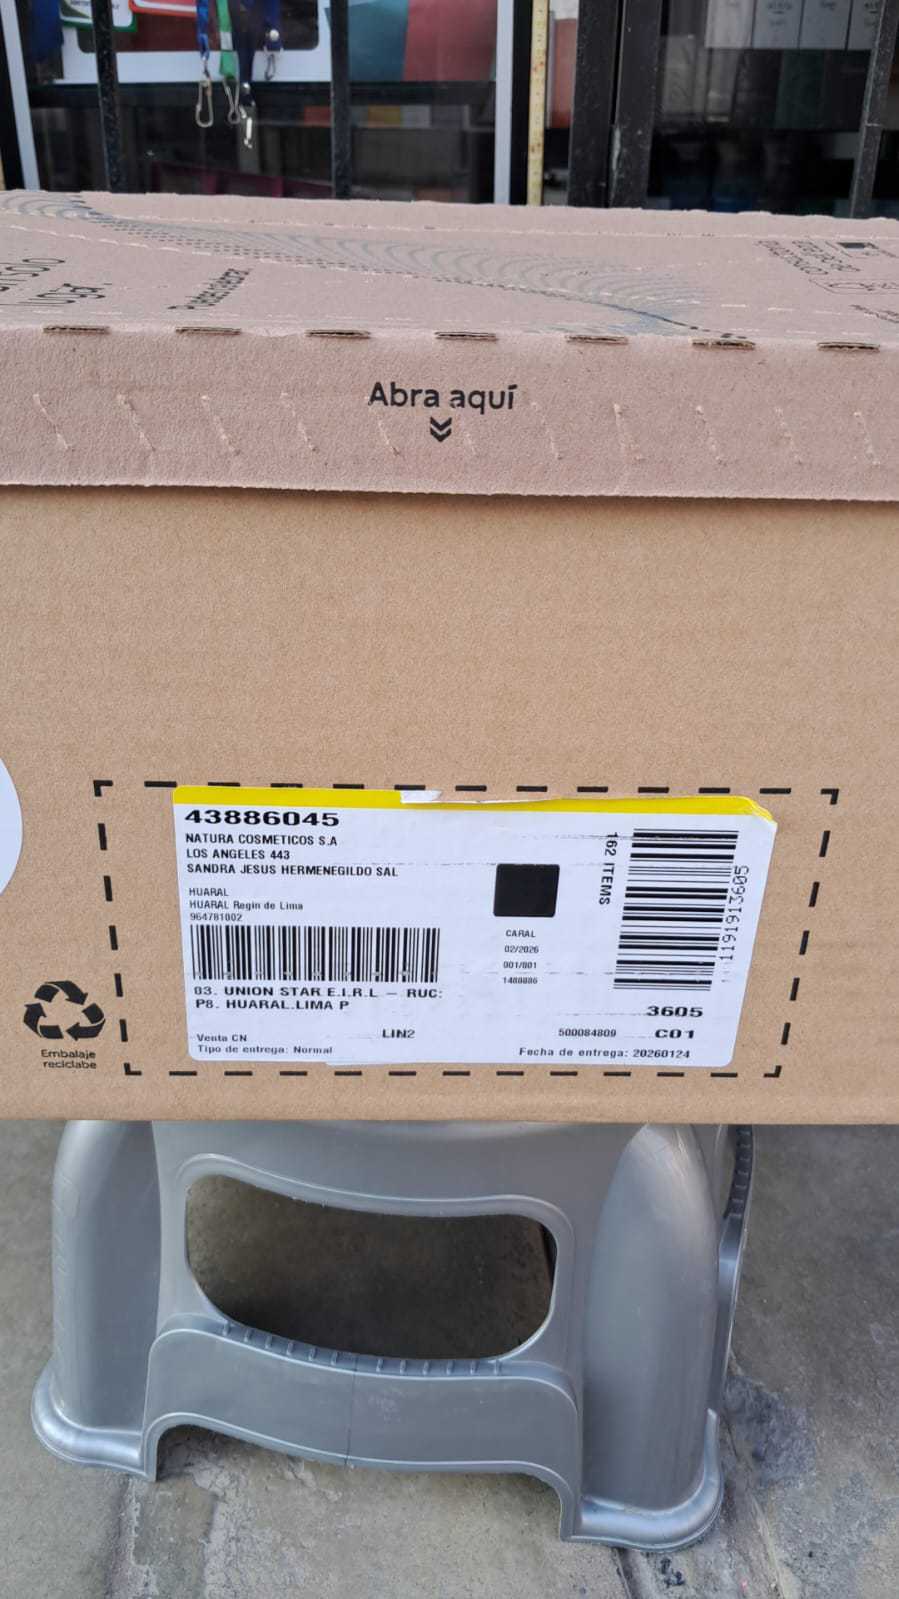 Abra aquí
43886045
NATURA COSMETICOS S.A
LOS ANGELES 443
SANDRA JESUS HERMENEGILDO SAL
HUARAL
HUARAL Regin de Lima
964781002
03. UNION STAR E.I.R.L – RUC:
P8. HUARAL.LIMA P
Venta CN
LIN2
Tipo de entrega: Normal
CARAL
02/2026
001/001
162 ITEMS
1191913605
3605
500084809
C01
Fecha de entrega: 20260124
Embalaje
reciclabe